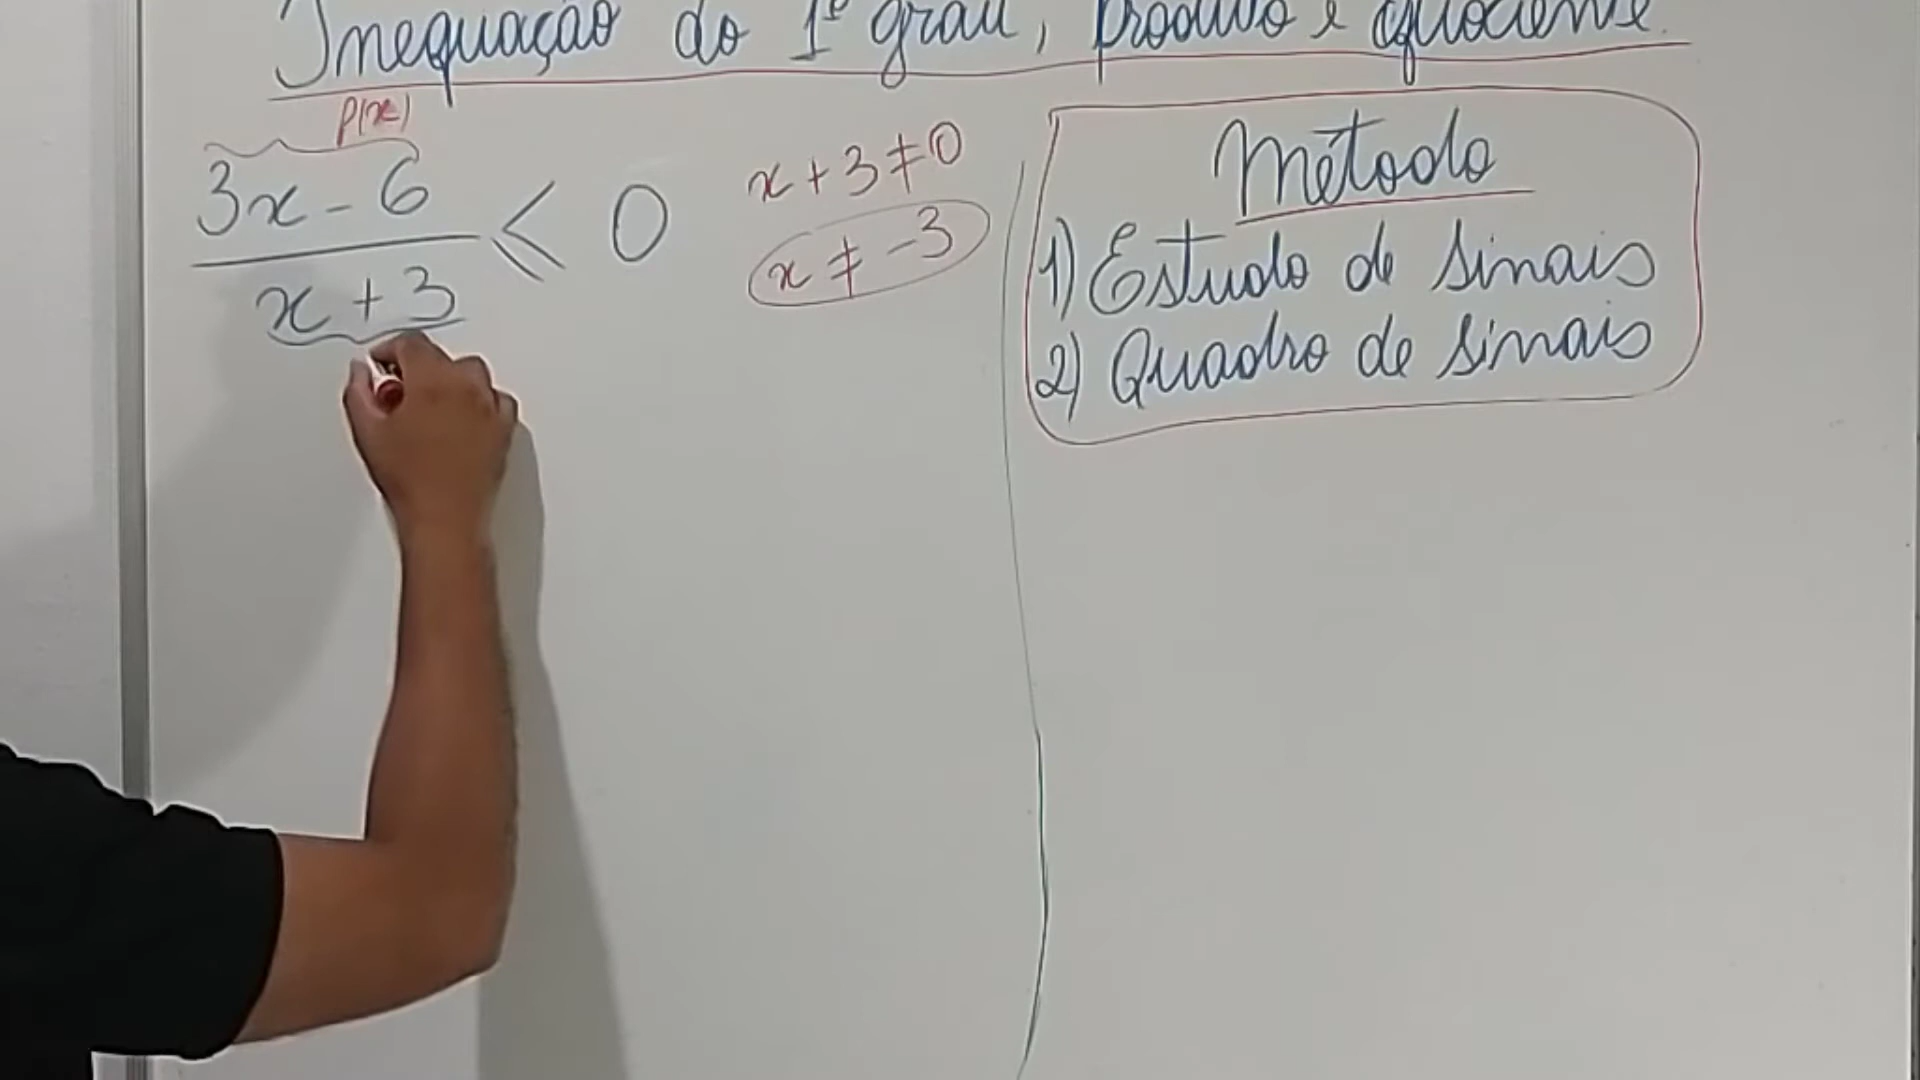 Inequação do 1º grau, produto e quociente.
P(x)
3x - 6
x + 3
≤ 0
x + 3 ≠ 0
x ≠ -3
Método
1) Estudo de sinais
2) Quadro de sinais